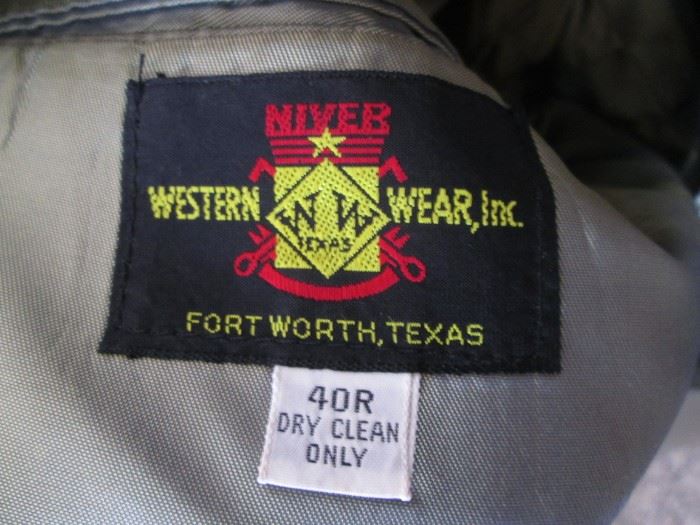 NIVER
WESTERN WEAR, Inc.
N W W
TEXAS
FORT WORTH, TEXAS
40R
DRY CLEAN
ONLY